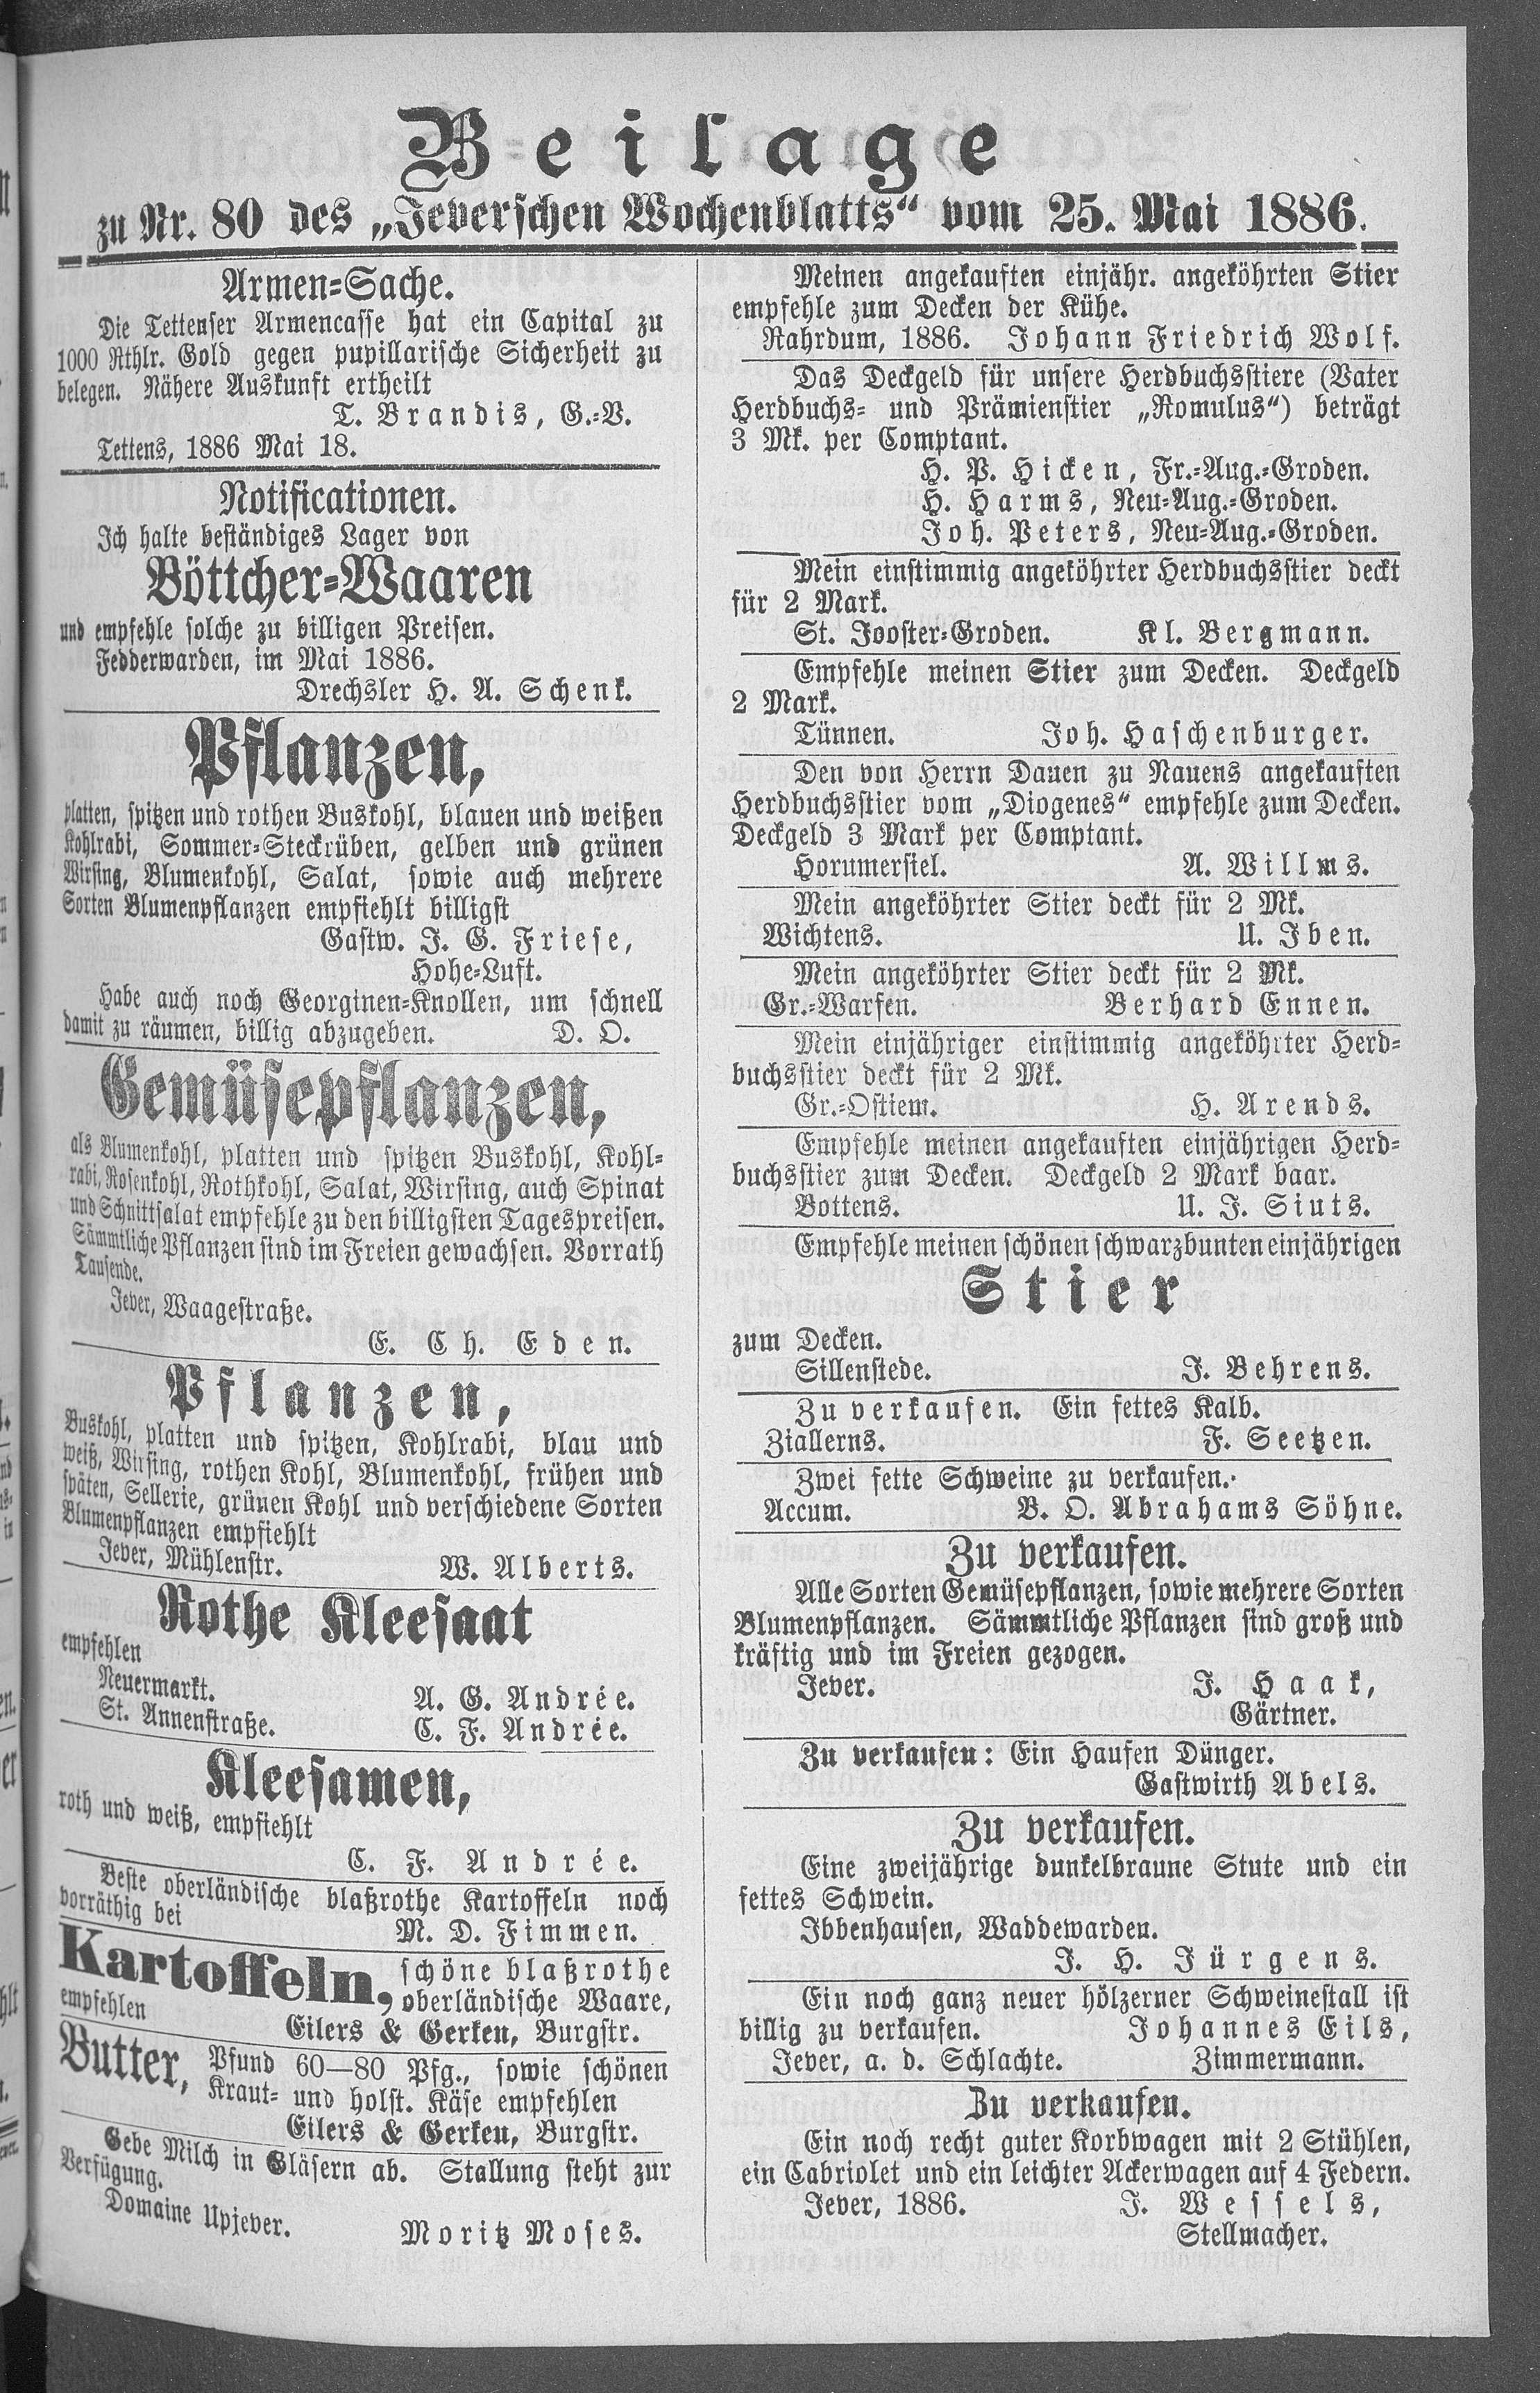 Beilage
zu Nr. 80 des „Jeverschen Wochenblatts“ vom 25. Mai 1886.
Armen-Sache.
Die Tettenser Armencasse hat ein Capital zu
1000 Rthlr. Gold gegen pupillarische Sicherheit zu
belegen. Nähere Auskunft ertheilt
T. Brandis, G.-V.
Tettens, 1886 Mai 18.
Notificationen.
Ich halte beständiges Lager von
Böttcher-Waaren
und empfehle solche zu billigen Preisen.
Fedderwarden, im Mai 1886.
Drechsler H. A. Schenk.
Pflanzen,
platten, spitzen und rothen Buskohl, blauen und weißen
Kohlrabi, Sommer-Steckrüben, gelben und grünen
Wirsing, Blumenkohl, Salat, sowie auch mehrere
Sorten Blumenpflanzen empfiehlt billigst
Gastw. J. G. Friese,
Hohe-Luft.
Habe auch noch Georginen-Knollen, um schnell
damit zu räumen, billig abzugeben. D. O.
Gemüsepflanzen,
als Blumenkohl, platten und spitzen Buskohl, Kohl-
rabi, Rosenkohl, Rothkohl, Salat, Wirsing, auch Spinat
und Schnittsalat empfehle zu den billigsten Tagespreisen.
Sämmtliche Pflanzen sind im Freien gewachsen. Vorrath
Tausende.
Jever, Waagestraße.
E. Ch. Eden.
Pflanzen,
Buskohl, platten und spitzen, Kohlrabi, blau und
weiß, Wirsing, rothen Kohl, Blumenkohl, frühen und
späten, Sellerie, grünen Kohl und verschiedene Sorten
Blumenpflanzen empfiehlt
Jever, Mühlenstr. W. Alberts.
Rothe Kleesaat
empfehlen
Neuermarkt. A. G. Andrée.
St. Annenstraße. C. F. Andrée.
Kleesamen,
roth und weiß, empfiehlt
C. F. Andrée.
Beste oberländische blaßrothe Kartoffeln noch
vorräthig bei M. D. Fimmen.
Kartoffeln, schöne blaßrothe
oberländische Waare,
empfehlen
Eilers & Gerken, Burgstr.
Butter, Pfund 60—80 Pfg., sowie schönen
Kraut- und holst. Käse empfehlen
Eilers & Gerken, Burgstr.
Gebe Milch in Gläsern ab. Stallung steht zur
Verfügung.
Domaine Upjever. Moritz Moses.
Meinen angekauften einjähr. angeköhrten Stier
empfehle zum Decken der Kühe.
Rahrdum, 1886. Johann Friedrich Wolf.
Das Deckgeld für unsere Herdbuchsstiere (Vater
Herdbuchs- und Prämienstier „Romulus“) beträgt
3 Mk. per Comptant.
H. P. Hicken, Fr.-Aug.-Groden.
H. Harms, Neu-Aug.-Groden.
Joh. Peters, Neu-Aug.-Groden.
Mein einstimmig angeköhrter Herdbuchsstier deckt
für 2 Mark.
St. Jooster-Groden. Kl. Bergmann.
Empfehle meinen Stier zum Decken. Deckgeld
2 Mark.
Tünnen. Joh. Haschenburger.
Den von Herrn Dauen zu Nauens angekauften
Herdbuchsstier vom „Diogenes“ empfehle zum Decken.
Deckgeld 3 Mark per Comptant.
Horumersiel. A. Willms.
Mein angeköhrter Stier deckt für 2 Mk.
Wichtens. U. Iben.
Mein angeköhrter Stier deckt für 2 Mk.
Gr.-Warfen. Berhard Ennen.
Mein einjähriger einstimmig angeköhrter Herd-
buchsstier deckt für 2 Mk.
Gr.-Ostiem. H. Arends.
Empfehle meinen angekauften einjährigen Herd-
buchsstier zum Decken. Deckgeld 2 Mark baar.
Bottens. U. J. Siuts.
Empfehle meinen schönen schwarzbunten einjährigen
Stier
zum Decken.
Sillenstede. J. Behrens.
Zu verkaufen. Ein fettes Kalb.
Ziallerns. F. Seetzen.
Zwei fette Schweine zu verkaufen.
Accum. B. O. Abrahams Söhne.
Zu verkaufen.
Alle Sorten Gemüsepflanzen, sowie mehrere Sorten
Blumenpflanzen. Sämmtliche Pflanzen sind groß und
kräftig und im Freien gezogen.
Jever. J. Haak,
Gärtner.
Zu verkaufen: Ein Haufen Dünger.
Gastwirth Abels.
Zu verkaufen.
Eine zweijährige dunkelbraune Stute und ein
fettes Schwein.
Ibbenhausen, Waddewarden.
J. H. Jürgens.
Ein noch ganz neuer hölzerner Schweinestall ist
billig zu verkaufen. Johannes Eils,
Jever, a. d. Schlachte. Zimmermann.
Zu verkaufen.
Ein noch recht guter Korbwagen mit 2 Stühlen,
ein Cabriolet und ein leichter Ackerwagen auf 4 Federn.
Jever, 1886. J. Wessels,
Stellmacher.